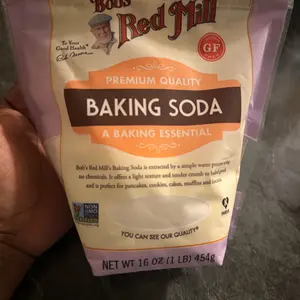 Bob's
Red Mill
To Your
Good Health
GF
PREMIUM QUALITY
BAKING SODA
A BAKING ESSENTIAL
Bob's Red Mill's Baking Soda is extracted by a simple water process with
no chemicals. It offers a light texture and tender crumb to baked goods
and is perfect for pancakes, cookies, cakes, muffins and
NON
GMO
YOU CAN SEE OUR QUALITY
NET WT 16 OZ (1 LB) 454g